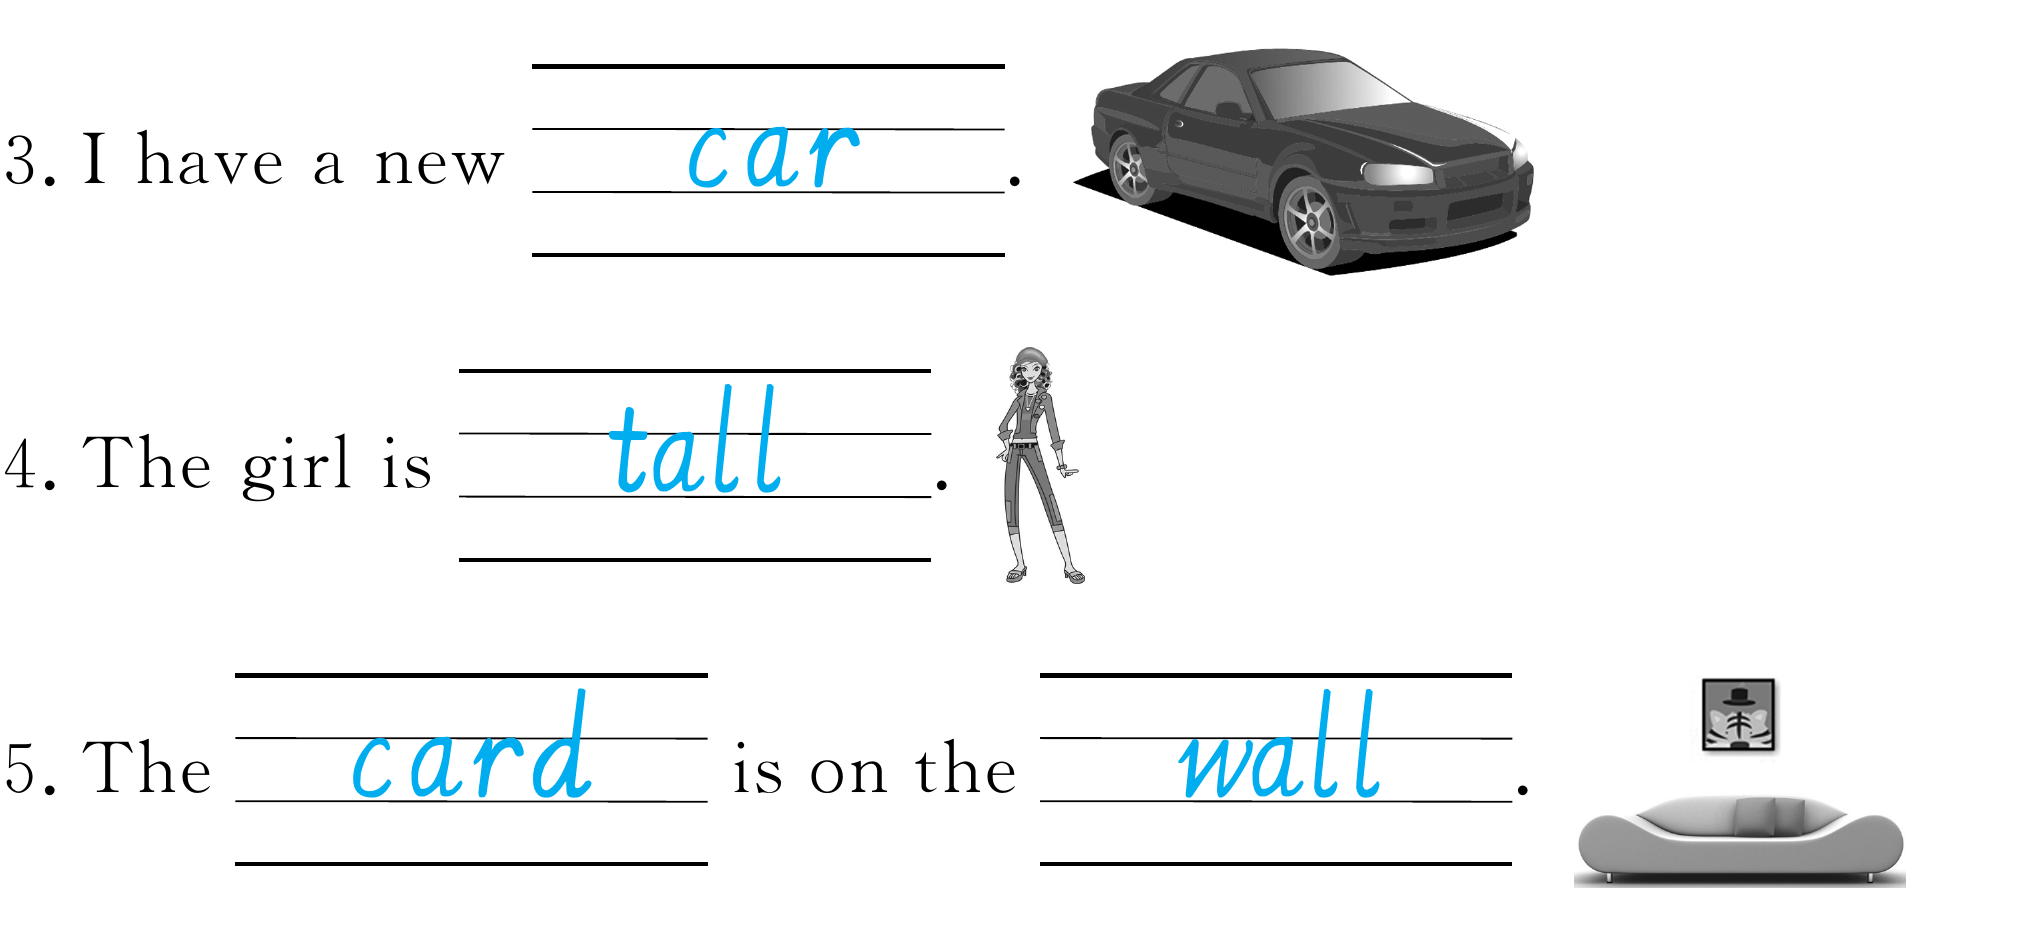 3. I have a new car.
4. The girl is tall.
5. The card is on the wall.